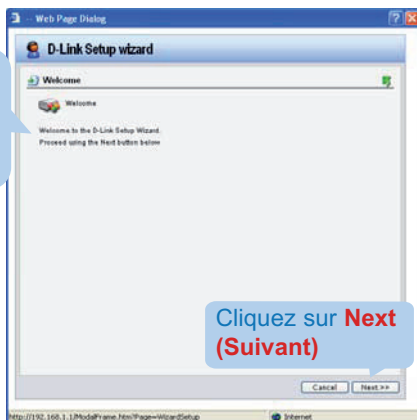 -- Web Page Dialog
D-Link Setup wizard
Welcome
Welcome
Welcome to the D-Link Setup Wizard.
Proceed using the Next button below
Cliquez sur Next
(Suivant)
Cancel Next >>
http://192.168.1.1/ModalFrame.htm?Page=WizardSetup Internet